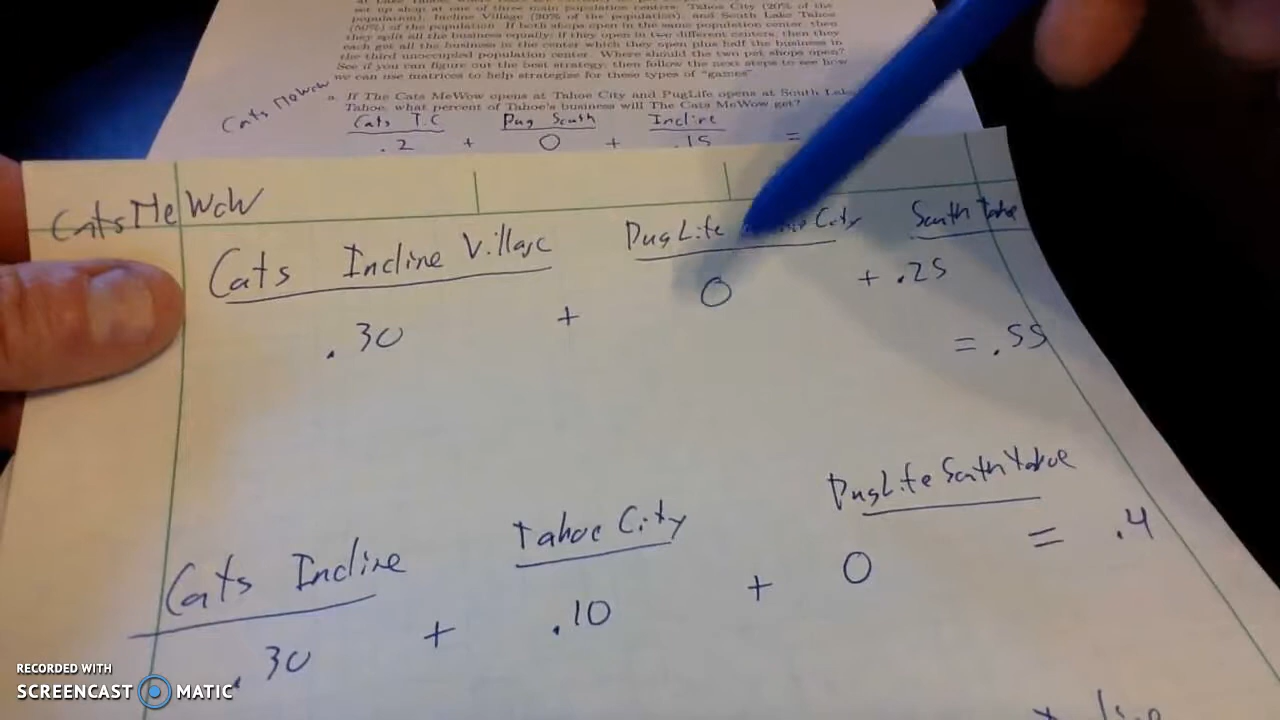 set up shop at one of three main population centers: Tahoe City (20% of the
population), Incline Village (30% of the population), and South Lake Tahoe
(50%) of the population. If both shops open in the same population center, then
they split all the business equally; if they open in two different centers, then they
each get all the business in the center which they open plus half the business in
the third unoccupied population center. Where should the two pet shops open?
See if you can figure out the best strategy, then follow the next steps to see how
we can use matrices to help strategize for these types of "games"
Cats MeWow
a. If The Cats MeWow opens at Tahoe City and PugLife opens at South Lake
Tahoe, what percent of Tahoe's business will The Cats MeWow get?
Cats T.C Pug South Incline
.2 + 0 + .15 =
CatsMeWow
Cats Incline Village PugLife City South Tahoe
.30 + 0 + .25
= .55
Cats Incline Tahoe City PugLife South Tahoe
.30 + .10 + 0 = .4
RECORDED WITH
SCREENCAST MATIC